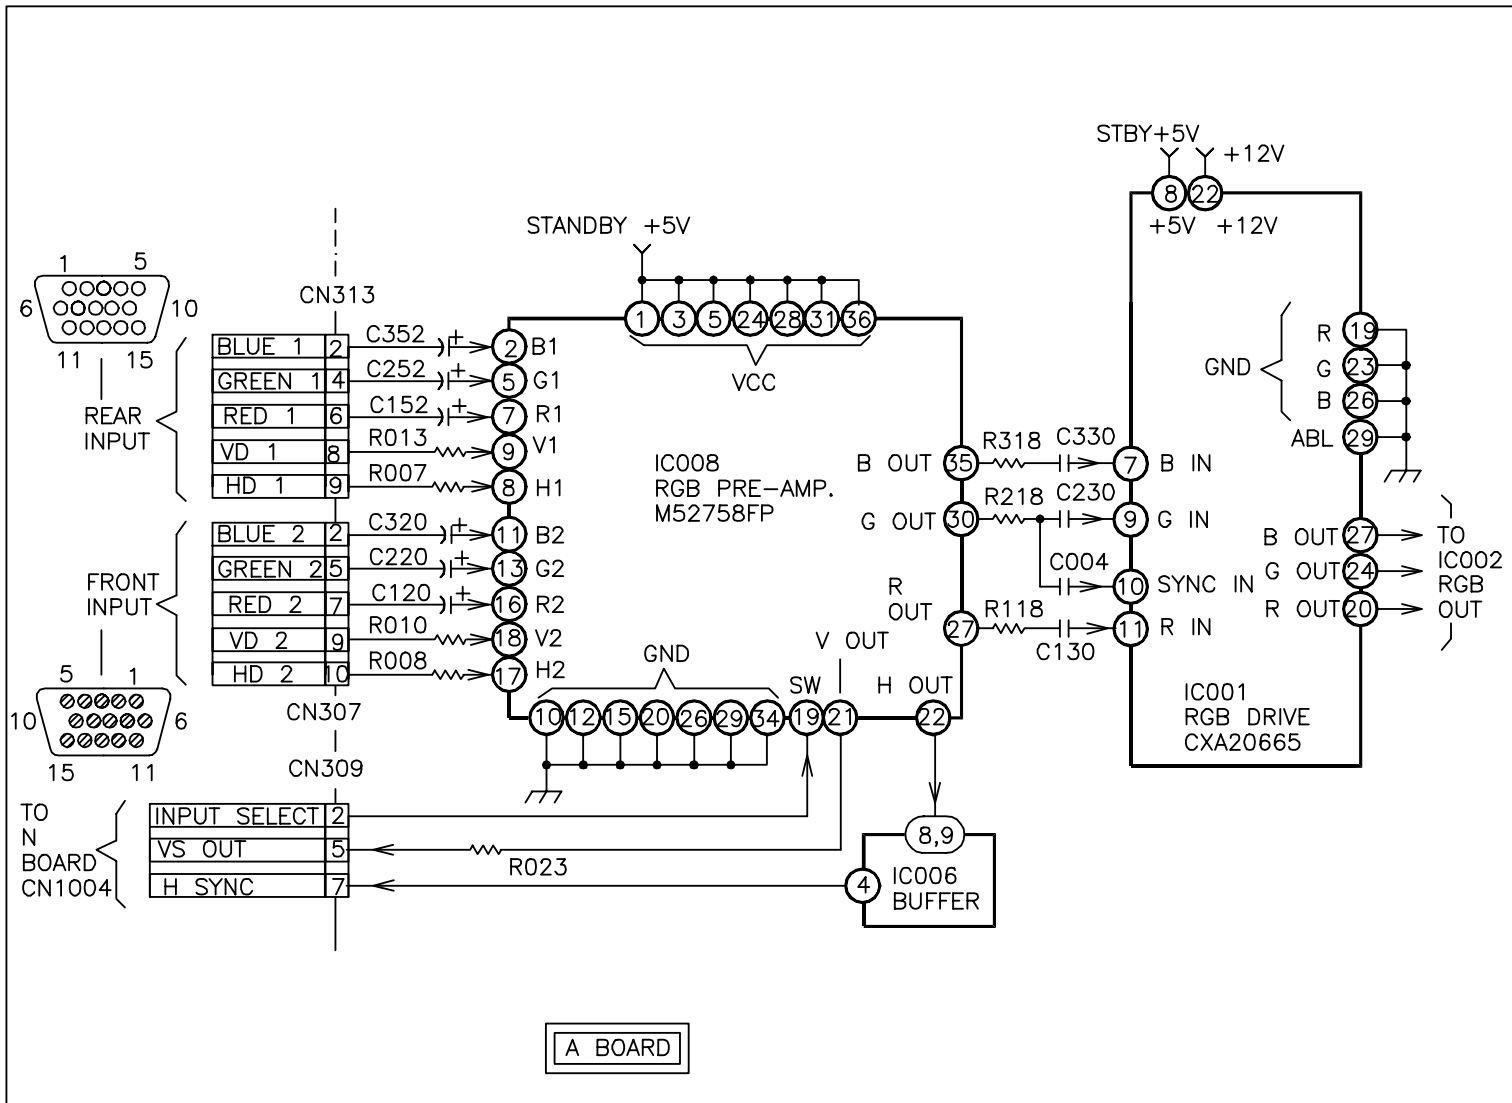 STBY+5V
+12V
8 22
+5V +12V
STANDBY +5V
1 5
6 10
11 15
REAR
INPUT
CN313
BLUE 1 2 C352 + 2 B1
GREEN 1 4 C252 + 5 G1
RED 1 6 C152 + 7 R1
VD 1 8 R013 9 V1
HD 1 9 R007 8 H1
BLUE 2 2 C320 + 11 B2
GREEN 2 5 C220 + 13 G2
RED 2 7 C120 + 16 R2
VD 2 9 R010 18 V2
HD 2 10 R008 17 H2
FRONT
INPUT
5 1
10 6
15 11
CN307
CN309
1 3 5 24 28 31 36
VCC
IC008
RGB PRE-AMP.
M52758FP
B OUT 35 R318 C330 7 B IN
G OUT 30 R218 C230 9 G IN
C004 10 SYNC IN
R
OUT 27 R118 C130 11 R IN
GND
SW V OUT H OUT
10 12 15 20 26 29 34 19 21 22
GND
R 19
G 23
B 26
ABL 29
B OUT 27
G OUT 24
R OUT 20
TO
IC002
RGB
OUT
IC001
RGB DRIVE
CXA20665
TO
N
BOARD
CN1004
INPUT SELECT 2
VS OUT 5 R023
H SYNC 7
8,9
4 IC006
BUFFER
A BOARD